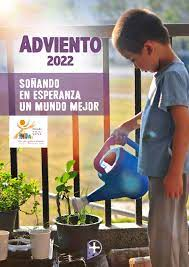 ADVIENTO
2022
SOÑANDO
EN ESPERANZA
UN MUNDO MEJOR